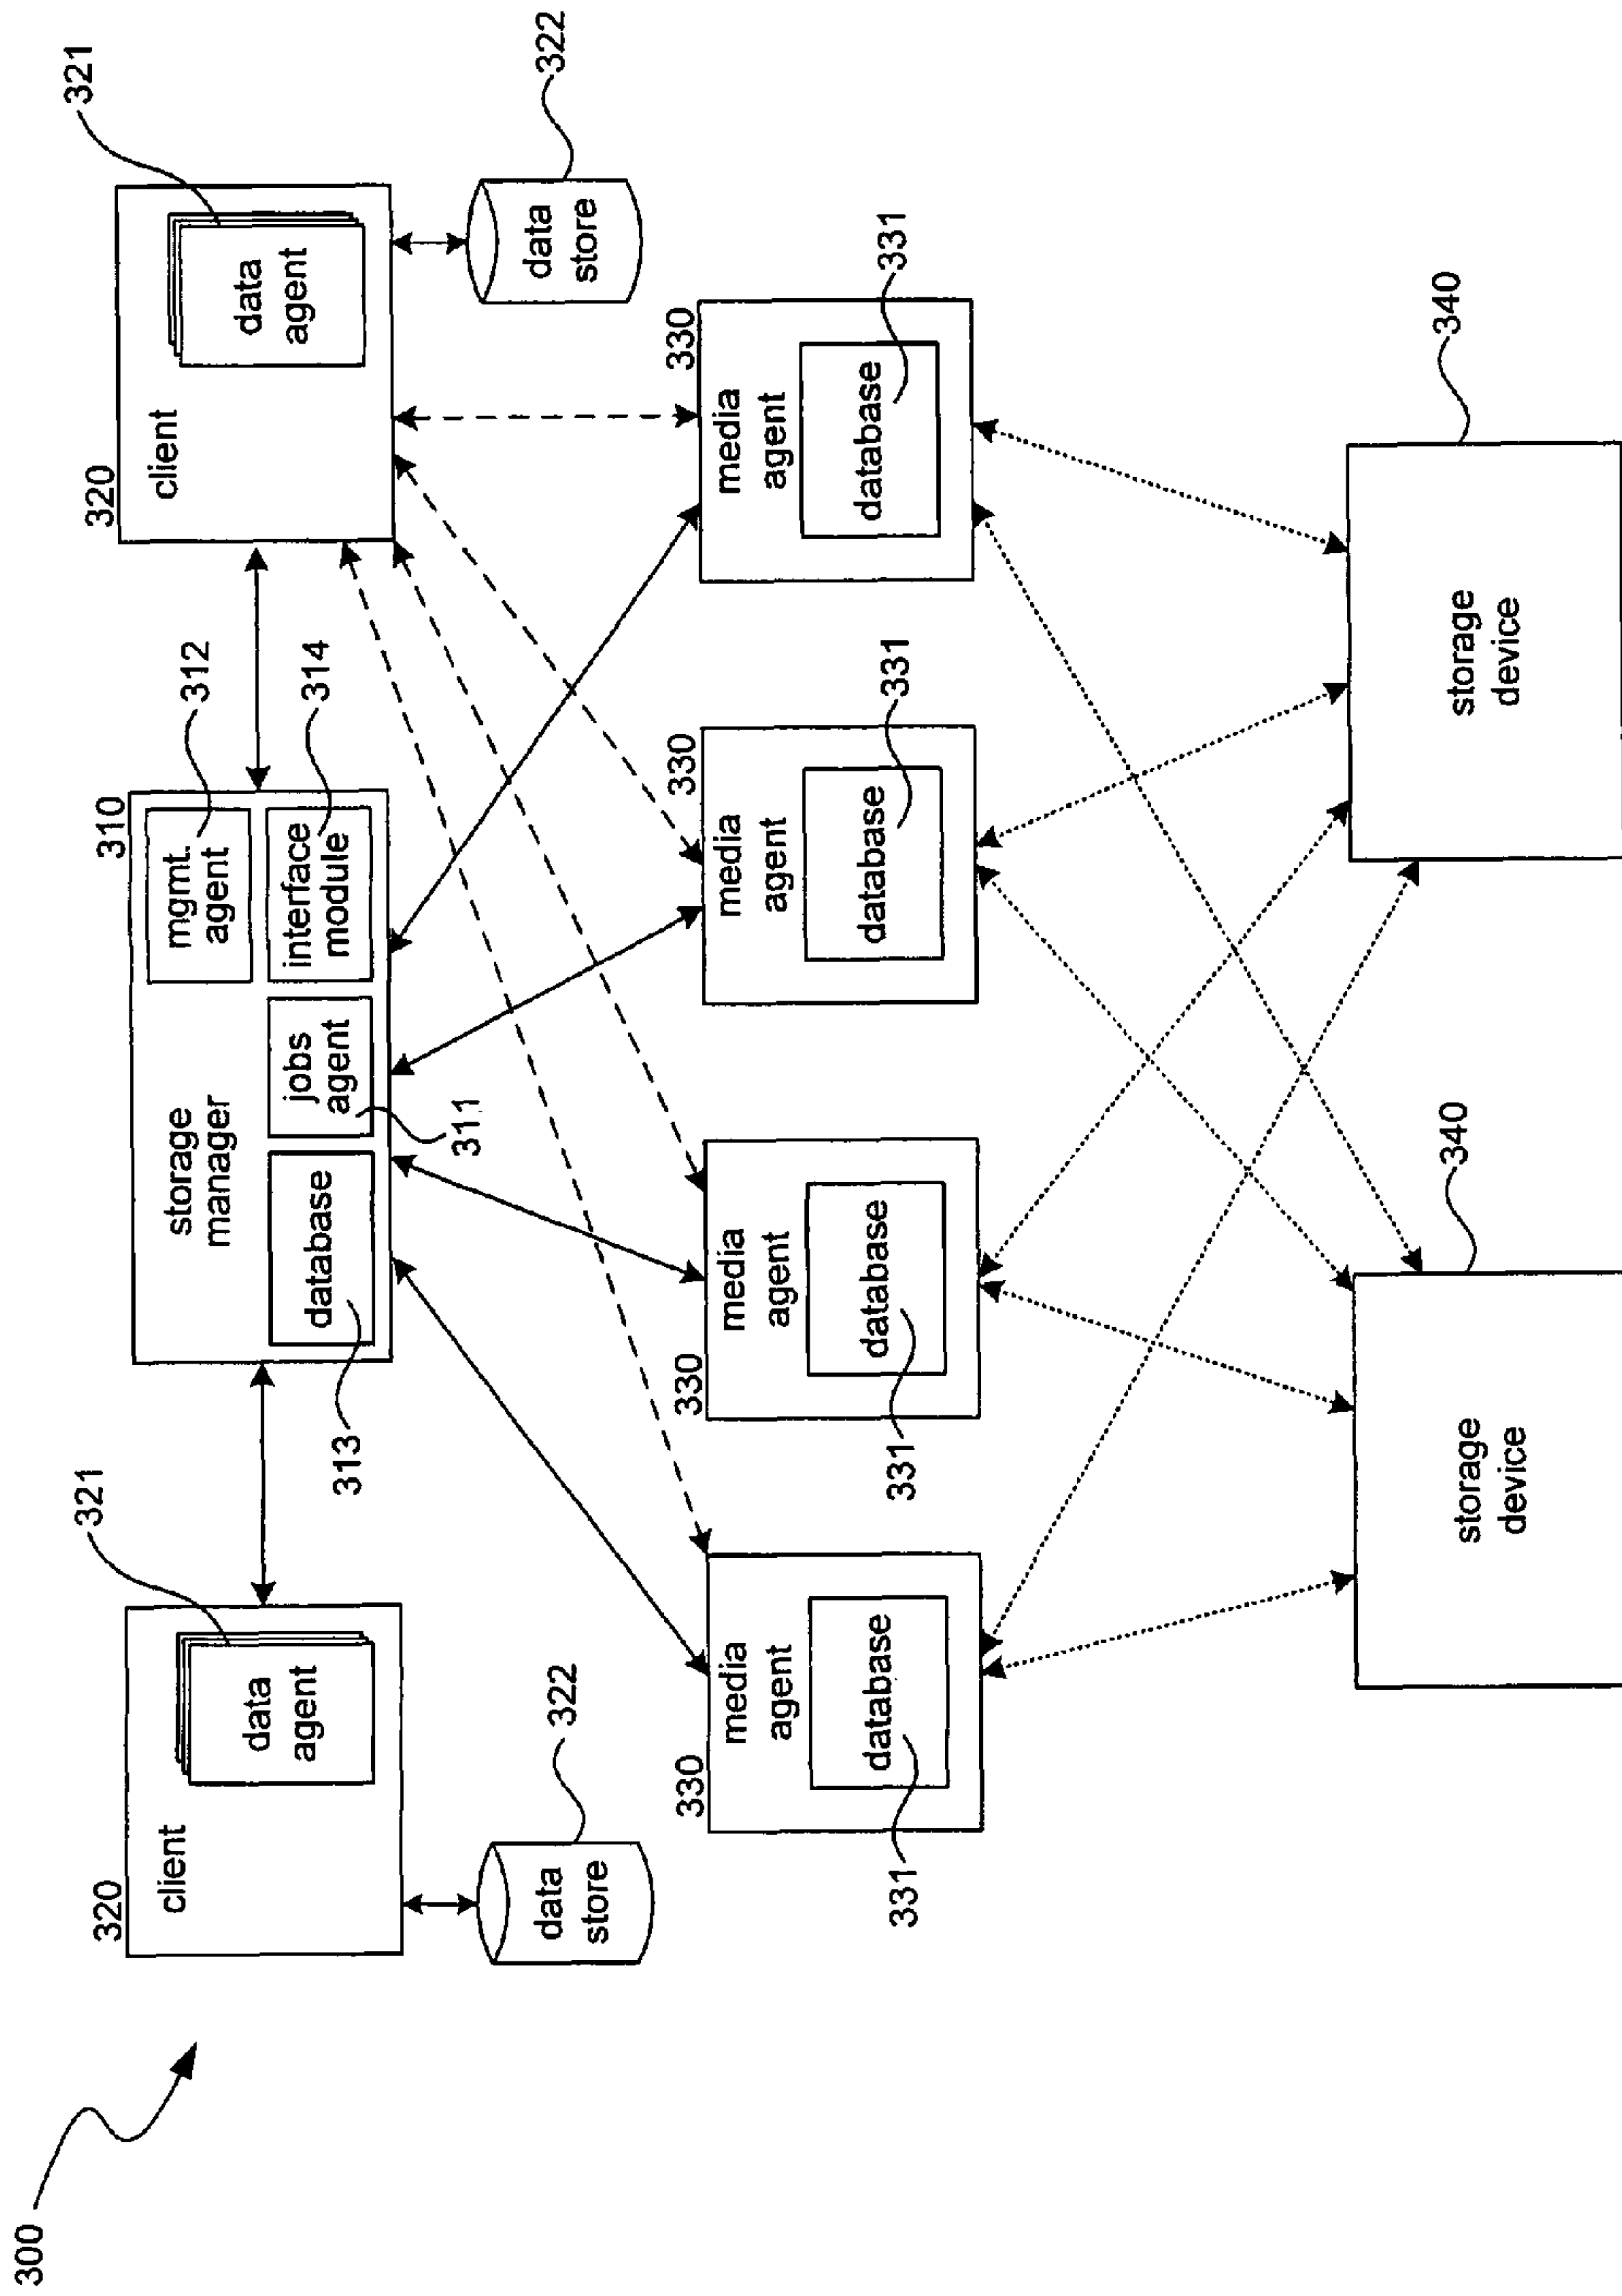 300
320
client
data
agent
321
data
store
322
310
storage
manager
mgmt.
agent
312
database
313
jobs
agent
311
interface
module
314
320
client
data
agent
321
data
store
322
330
media
agent
database
331
330
media
agent
database
331
330
media
agent
database
331
330
media
agent
database
331
storage
device
340
storage
device
340